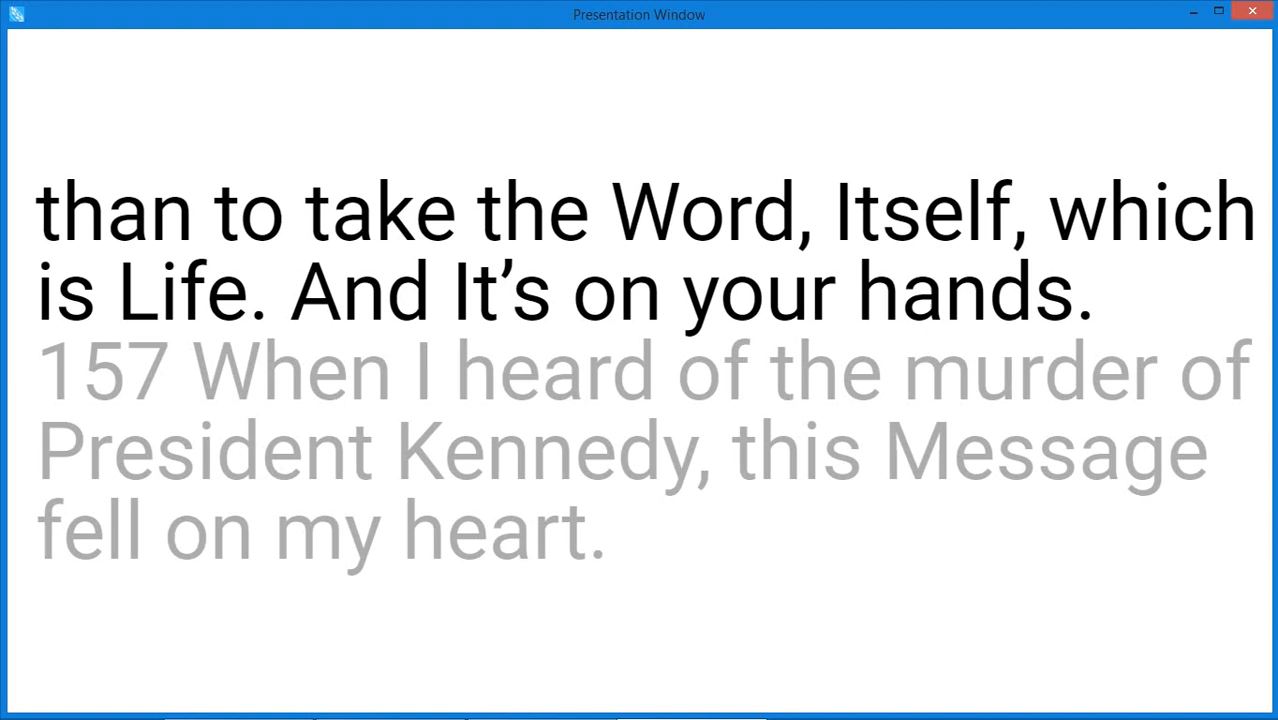 Presentation Window
than to take the Word, Itself, which
is Life. And It’s on your hands.
157 When I heard of the murder of
President Kennedy, this Message
fell on my heart.